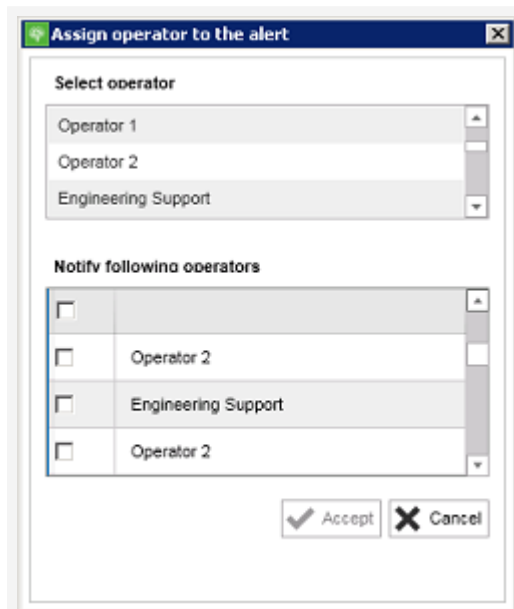 Assign operator to the alert
Select operator
Operator 1
Operator 2
Engineering Support
Notify following operators
Operator 2
Engineering Support
Operator 2
Accept Cancel